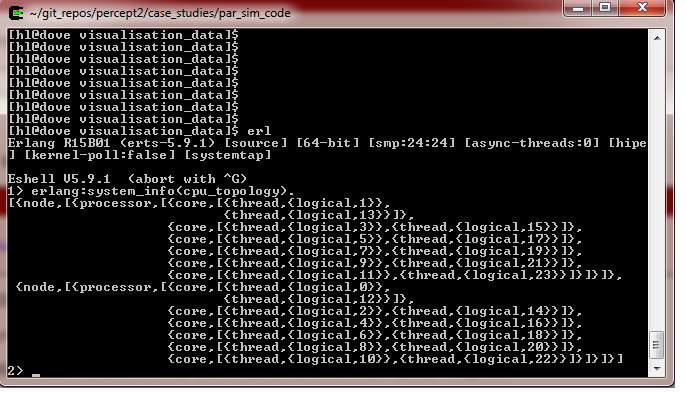 ~/git_repos/percept2/case_studies/par_sim_code
[hl@dove visualisation_data]$
[hl@dove visualisation_data]$
[hl@dove visualisation_data]$
[hl@dove visualisation_data]$
[hl@dove visualisation_data]$
[hl@dove visualisation_data]$
[hl@dove visualisation_data]$
[hl@dove visualisation_data]$
[hl@dove visualisation_data]$ erl
Erlang R15B01 (erts-5.9.1) [source] [64-bit] [smp:24:24] [async-threads:0] [hipe
] [kernel-poll:false] [systemtap]
Eshell V5.9.1  (abort with ^G)
1> erlang:system_info(cpu_topology).
[{node,[{processor,[{core,[{thread,{logical,1}},
                           {thread,{logical,13}}]},
                    {core,[{thread,{logical,3}},{thread,{logical,15}}]},
                    {core,[{thread,{logical,5}},{thread,{logical,17}}]},
                    {core,[{thread,{logical,7}},{thread,{logical,19}}]},
                    {core,[{thread,{logical,9}},{thread,{logical,21}}]},
                    {core,[{thread,{logical,11}},{thread,{logical,23}}]}]}]},
 {node,[{processor,[{core,[{thread,{logical,0}},
                           {thread,{logical,12}}]},
                    {core,[{thread,{logical,2}},{thread,{logical,14}}]},
                    {core,[{thread,{logical,4}},{thread,{logical,16}}]},
                    {core,[{thread,{logical,6}},{thread,{logical,18}}]},
                    {core,[{thread,{logical,8}},{thread,{logical,20}}]},
                    {core,[{thread,{logical,10}},{thread,{logical,22}}]}]}]}]
2> _